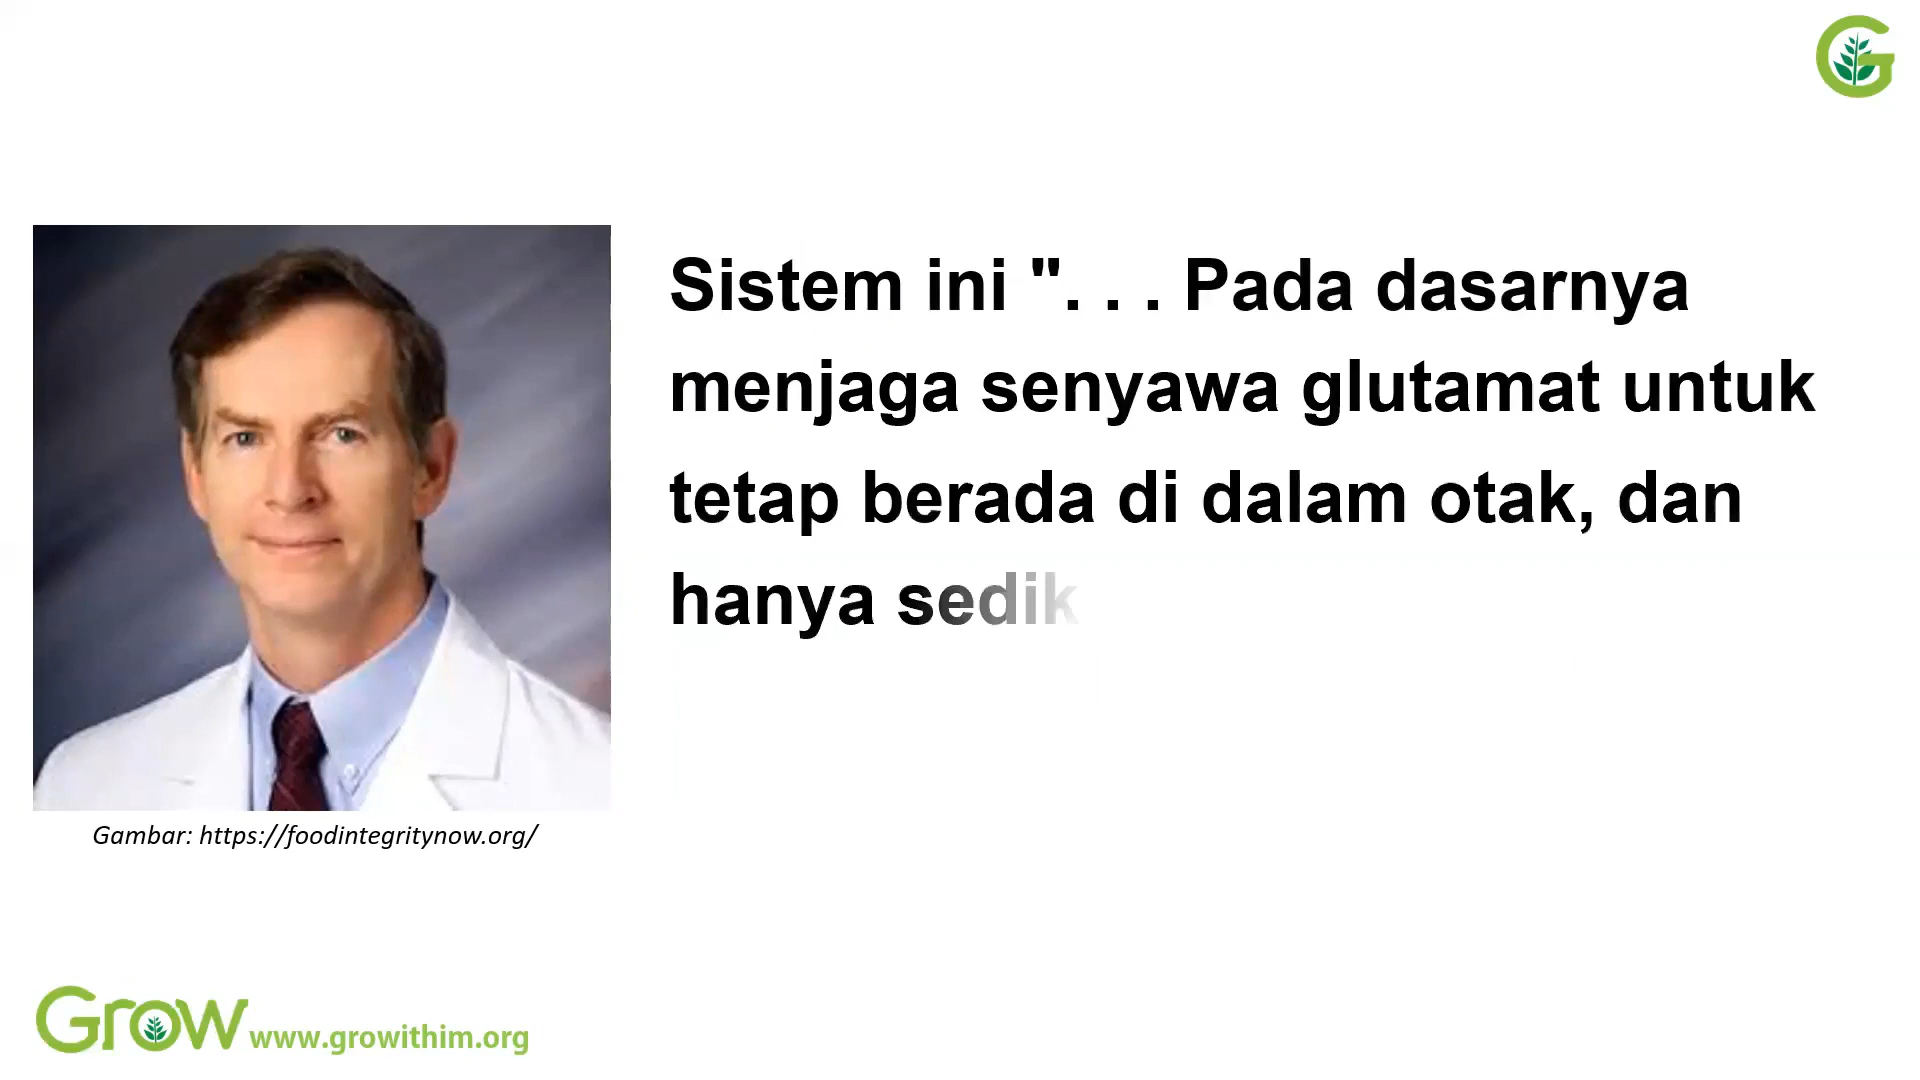 Sistem ini ". . . Pada dasarnya
menjaga senyawa glutamat untuk
tetap berada di dalam otak, dan
hanya sedik
Gambar: https://foodintegritynow.org/
Grow www.growithim.org